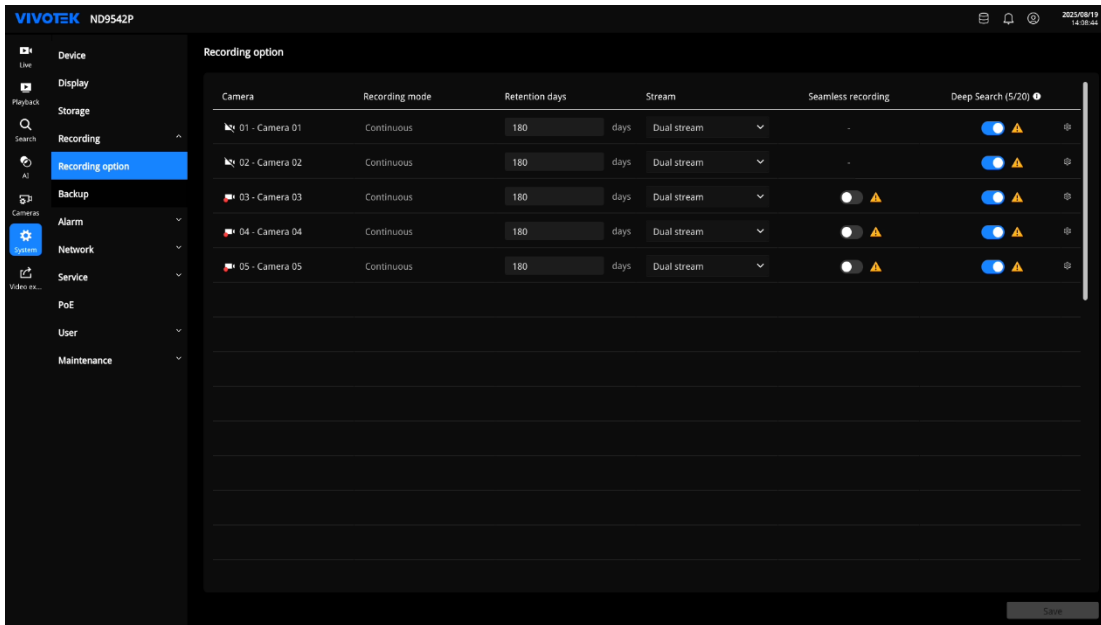 VIVOTEK ND9542P
2025/08/19
14:08:44
Live
Playback
Search
AI
Cameras
System
Video ex...
Device
Display
Storage
Recording
Recording option
Backup
Alarm
Network
Service
PoE
User
Maintenance
Recording option
Camera Recording mode Retention days Stream Seamless recording Deep Search (5/20)
01 - Camera 01 Continuous 180 days Dual stream -
02 - Camera 02 Continuous 180 days Dual stream -
03 - Camera 03 Continuous 180 days Dual stream
04 - Camera 04 Continuous 180 days Dual stream
05 - Camera 05 Continuous 180 days Dual stream
Save